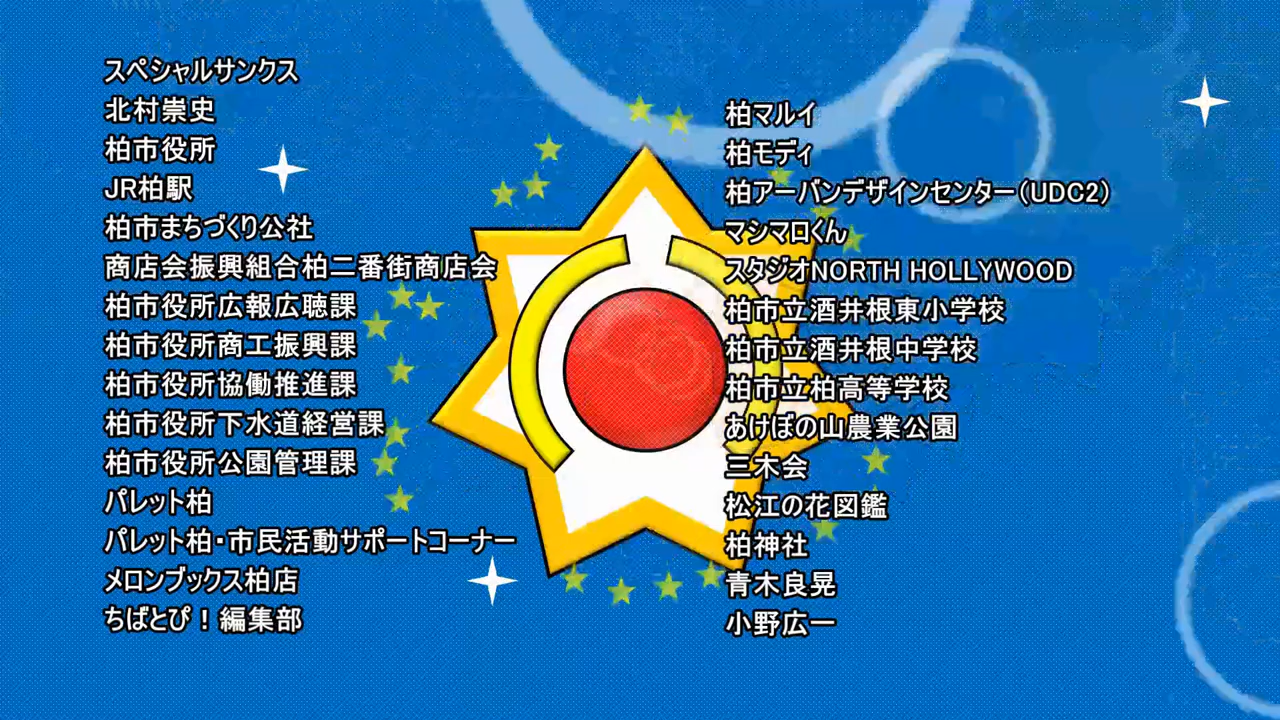 スペシャルサンクス
北村崇史
柏市役所
JR柏駅
柏市まちづくり公社
商店会振興組合柏二番街商店会
柏市役所広報広聴課
柏市役所商工振興課
柏市役所協働推進課
柏市役所下水道経営課
柏市役所公園管理課
パレット柏
パレット柏・市民活動サポートコーナー
メロンブックス柏店
ちばとぴ！編集部
柏マルイ
柏モディ
柏アーバンデザインセンター（UDC2）
マシマロくん
スタジオNORTH HOLLYWOOD
柏市立酒井根東小学校
柏市立酒井根中学校
柏市立柏高等学校
あけぼの山農業公園
三木会
松江の花図鑑
柏神社
青木良晃
小野広一